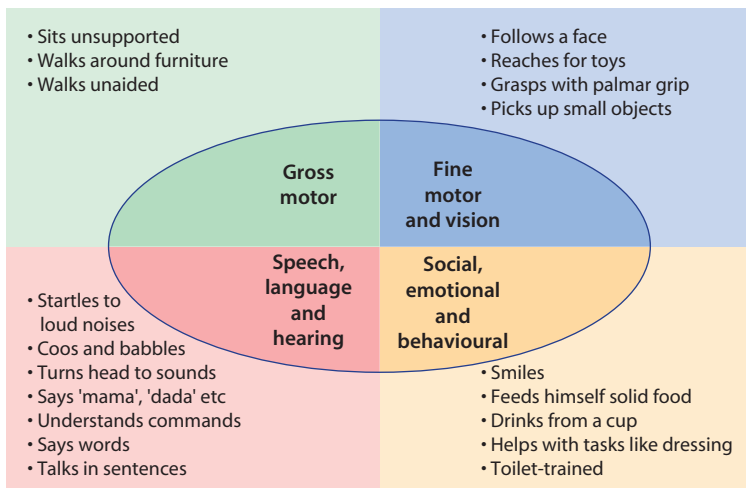 • Sits unsupported
• Walks around furniture
• Walks unaided
• Follows a face
• Reaches for toys
• Grasps with palmar grip
• Picks up small objects
Gross
motor
Fine
motor
and vision
Speech,
language
and
hearing
Social,
emotional
and
behavioural
• Startles to
loud noises
• Coos and babbles
• Turns head to sounds
• Says 'mama', 'dada' etc
• Understands commands
• Says words
• Talks in sentences
• Smiles
• Feeds himself solid food
• Drinks from a cup
• Helps with tasks like dressing
• Toilet-trained